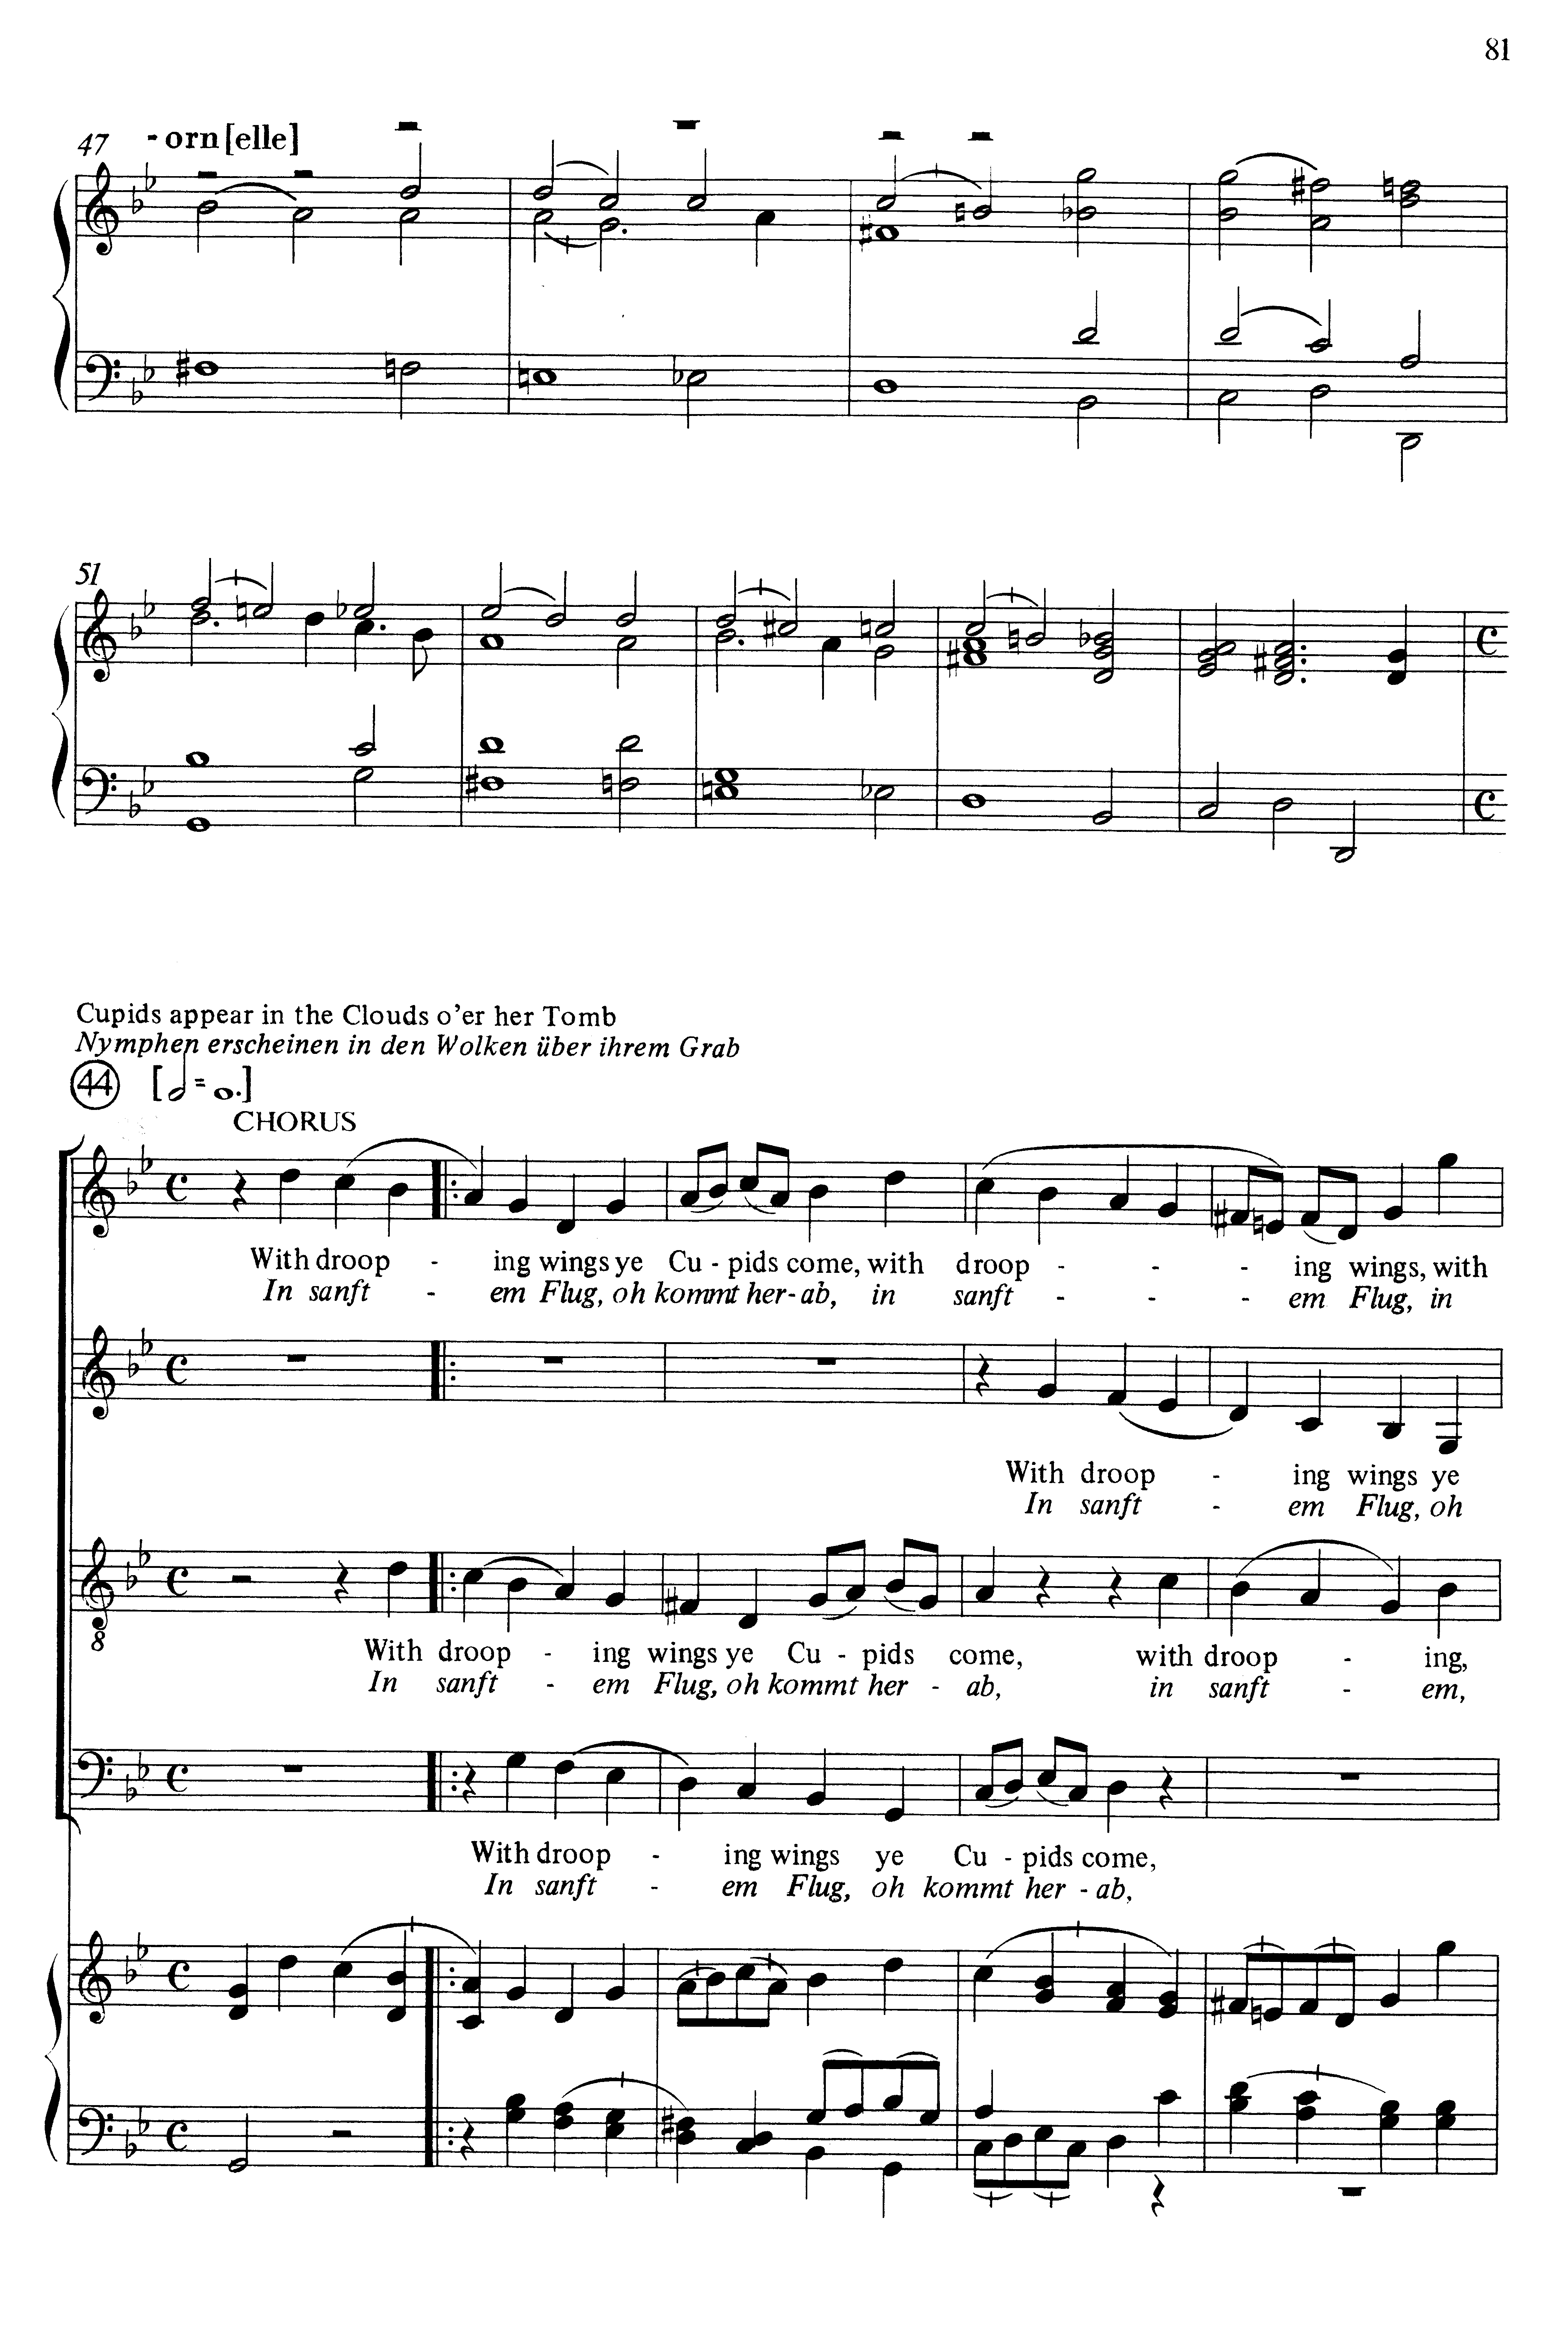 81
47 - orn [elle]
51
Cupids appear in the Clouds o'er her Tomb
Nymphen erscheinen in den Wolken über ihrem Grab
44
CHORUS
With droop - ing wings ye Cu - pids come, with droop - - - ing wings, with
In sanft - em Flug, oh kommt her- ab, in sanft - - - em Flug, in
With droop - ing wings ye
In sanft - em Flug, oh
8
With droop - ing wings ye Cu - pids come, with droop - ing,
In sanft - em Flug, oh kommt her - ab, in sanft - em,
With droop - ing wings ye Cu - pids come,
In sanft - em Flug, oh kommt her - ab,